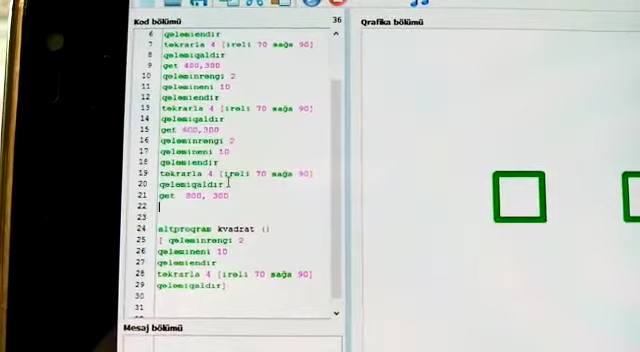 Kod bölümü
36
Qrafika bölümü
6 qələmiendir
7 təkrarla 4 [irəli 70 sağa 90]
8 qələmiqaldır
9 get 400,300
10 qələminrəngi 2
11 qələmineni 10
12 qələmiendir
13 təkrarla 4 [irəli 70 sağa 90]
14 qələmiqaldır
15 get 600,300
16 qələminrəngi 2
17 qələmineni 10
18 qələmiendir
19 təkrarla 4 [irəli 70 sağa 90]
20 qələmiqaldır
21 get 800, 300
22
23
24 altproqram kvadrat ()
25 [ qələminrəngi 2
26 qələmineni 10
27 qələmiendir
28 təkrarla 4 [irəli 70 sağa 90]
29 qələmiqaldır]
30
31
Mesaj bölümü